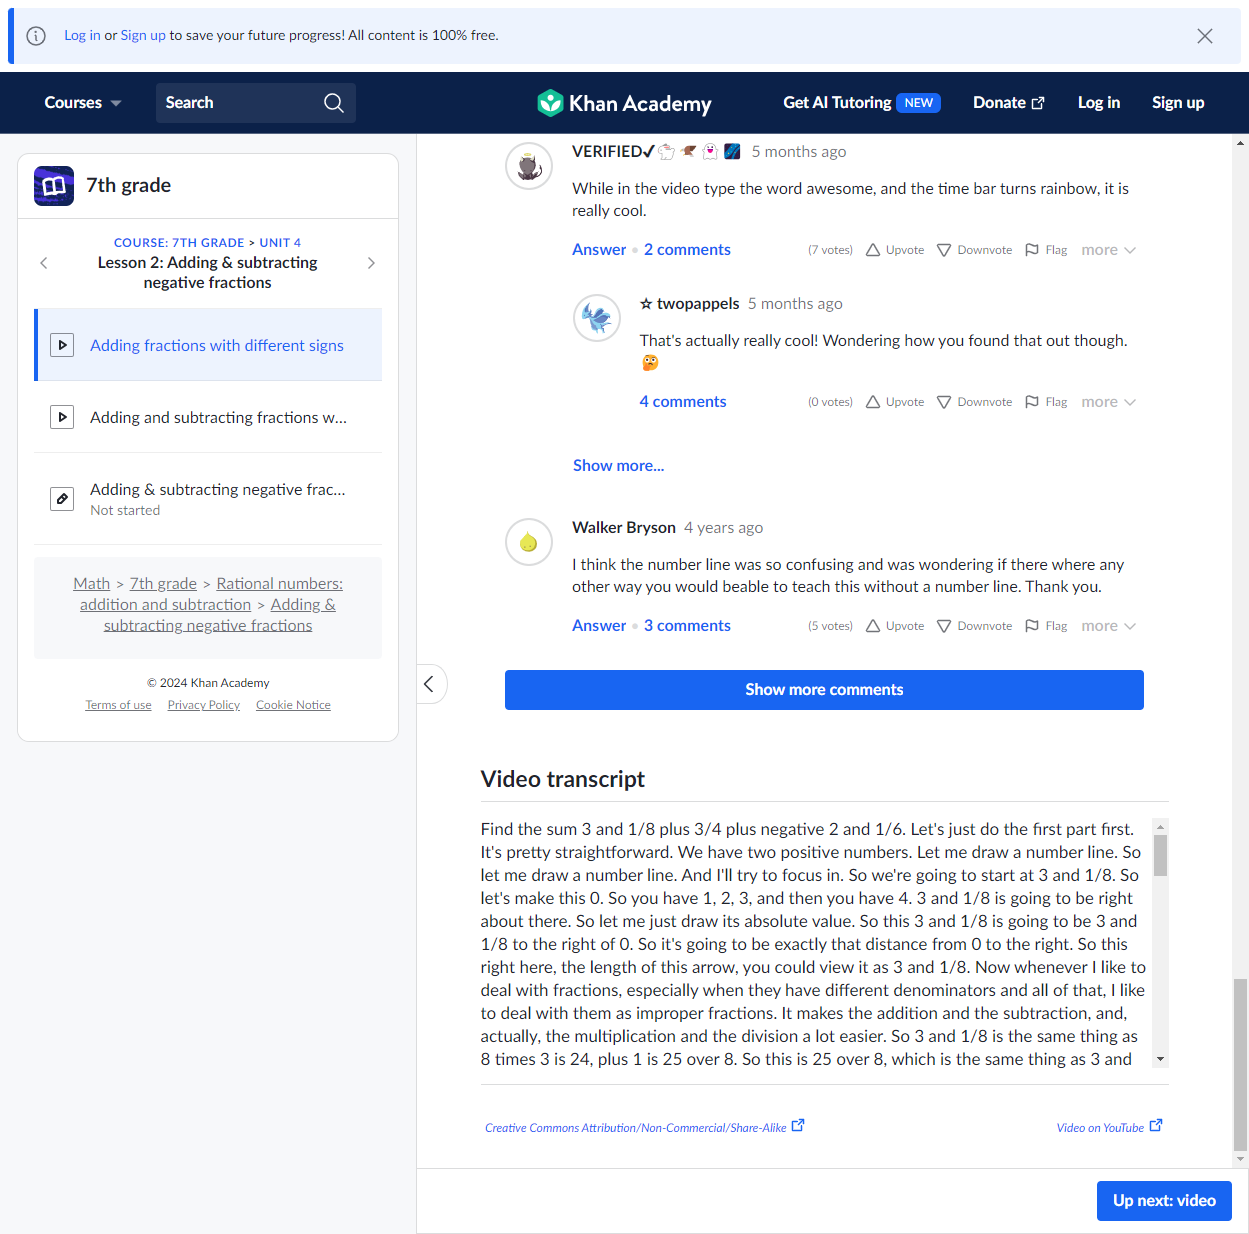 Log in or Sign up to save your future progress! All content is 100% free.
Courses
Search
Khan Academy
Get AI Tutoring NEW
Donate
Log in
Sign up
7th grade
COURSE: 7TH GRADE > UNIT 4
Lesson 2: Adding & subtracting
negative fractions
Adding fractions with different signs
Adding and subtracting fractions w...
Adding & subtracting negative frac...
Not started
Math > 7th grade > Rational numbers:
addition and subtraction > Adding &
subtracting negative fractions
© 2024 Khan Academy
Terms of use Privacy Policy Cookie Notice
VERIFIED✔🐇🦅👻🌌 5 months ago
While in the video type the word awesome, and the time bar turns rainbow, it is
really cool.
Answer • 2 comments (7 votes) Upvote Downvote Flag more
☆ twopappels 5 months ago
That's actually really cool! Wondering how you found that out though.
🤔
4 comments (0 votes) Upvote Downvote Flag more
Show more...
Walker Bryson 4 years ago
I think the number line was so confusing and was wondering if there where any
other way you would beable to teach this without a number line. Thank you.
Answer • 3 comments (5 votes) Upvote Downvote Flag more
Show more comments
Video transcript
Find the sum 3 and 1/8 plus 3/4 plus negative 2 and 1/6. Let's just do the first part first.
It's pretty straightforward. We have two positive numbers. Let me draw a number line. So
let me draw a number line. And I'll try to focus in. So we're going to start at 3 and 1/8. So
let's make this 0. So you have 1, 2, 3, and then you have 4. 3 and 1/8 is going to be right
about there. So let me just draw its absolute value. So this 3 and 1/8 is going to be 3 and
1/8 to the right of 0. So it's going to be exactly that distance from 0 to the right. So this
right here, the length of this arrow, you could view it as 3 and 1/8. Now whenever I like to
deal with fractions, especially when they have different denominators and all of that, I like
to deal with them as improper fractions. It makes the addition and the subtraction, and,
actually, the multiplication and the division a lot easier. So 3 and 1/8 is the same thing as
8 times 3 is 24, plus 1 is 25 over 8. So this is 25 over 8, which is the same thing as 3 and
Creative Commons Attribution/Non-Commercial/Share-Alike
Video on YouTube
Up next: video